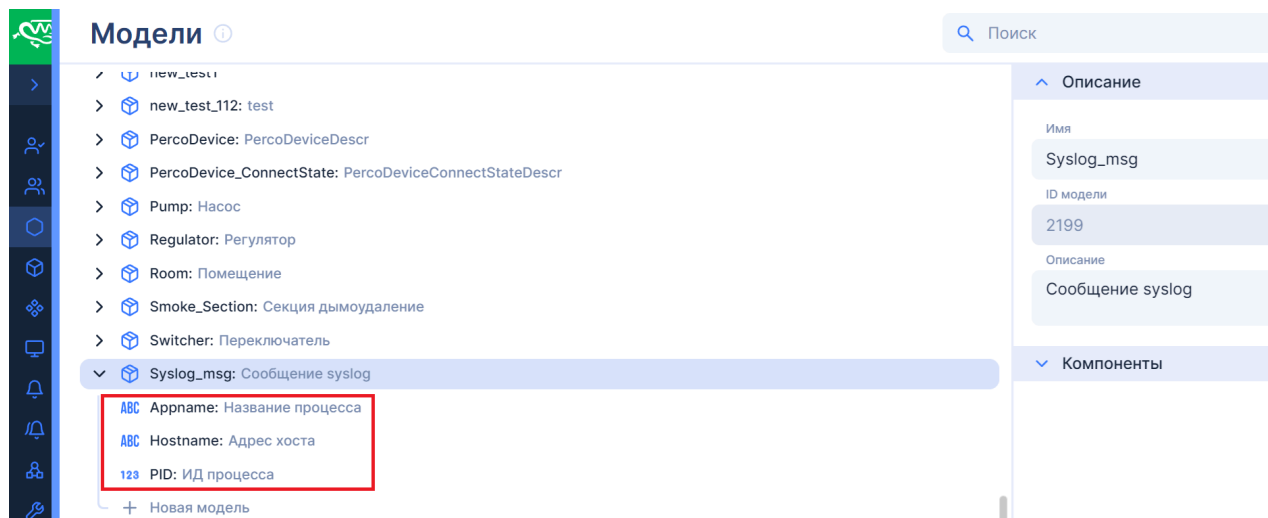 Модели
Поиск
new_test1
new_test_112: test
PercoDevice: PercoDeviceDescr
PercoDevice_ConnectState: PercoDeviceConnectStateDescr
Pump: Насос
Regulator: Регулятор
Room: Помещение
Smoke_Section: Секция дымоудаление
Switcher: Переключатель
Syslog_msg: Сообщение syslog
ABC Appname: Название процесса
ABC Hostname: Адрес хоста
123 PID: ИД процесса
Новая модель
Описание
Имя
Syslog_msg
ID модели
2199
Описание
Сообщение syslog
Компоненты